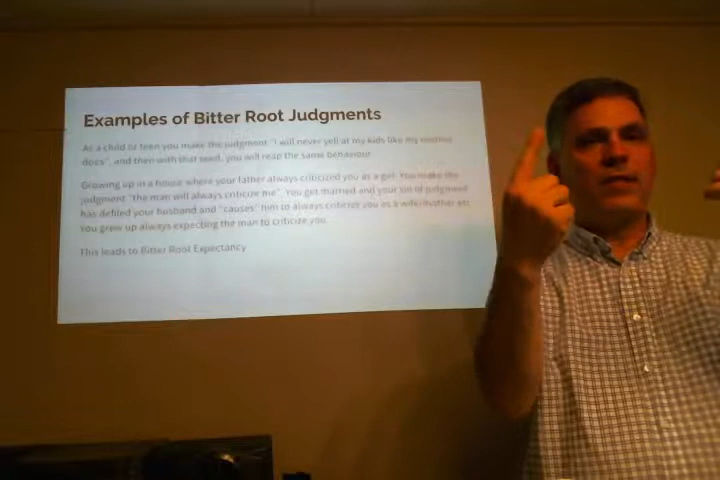 Examples of Bitter Root Judgments
As a child or teen you make the judgment "I will never yell at my kids like my mother
does", and then with that seed, you will reap the same behaviour
Growing up in a house where your father always criticized you as a girl. You make the
judgment "the man will always criticize me". You get married and your sin of judgment
has defiled your husband and "causes" him to always criticize you as a wife/mother etc
You grew up always expecting the man to criticize you.
This leads to Bitter Root Expectancy